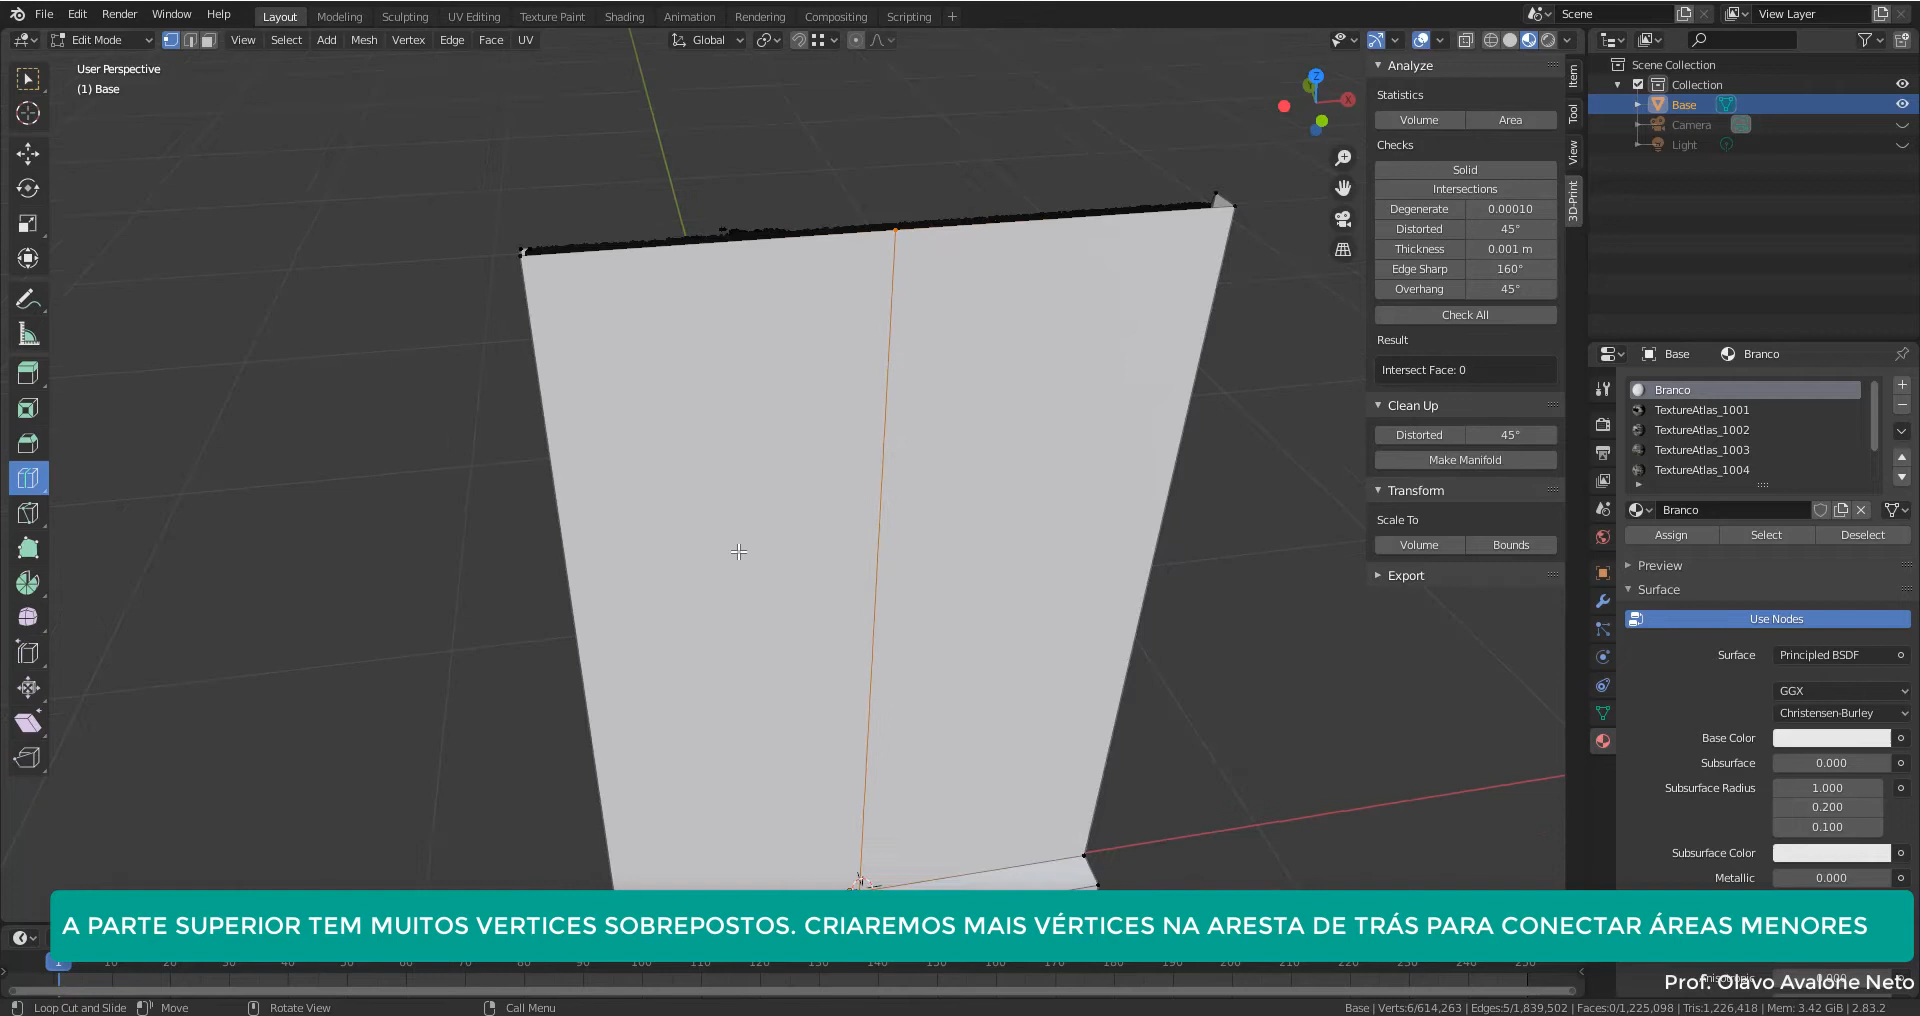 File Edit Render Window Help Layout Modeling Sculpting UV Editing Texture Paint Shading Animation Rendering Compositing Scripting + Scene View Layer
Edit Mode View Select Add Mesh Vertex Edge Face UV Global
User Perspective
(1) Base
Analyze
Statistics
Volume Area
Checks
Solid
Intersections
Degenerate 0.00010
Distorted 45°
Thickness 0.001 m
Edge Sharp 160°
Overhang 45°
Check All
Result
Intersect Face: 0
Clean Up
Distorted 45°
Make Manifold
Transform
Scale To
Volume Bounds
Export
Item
Tool
View
3D-Print
Z
X
Scene Collection
Collection
Base
Camera
Light
Base Branco
Branco
TextureAtlas_1001
TextureAtlas_1002
TextureAtlas_1003
TextureAtlas_1004
Branco
Assign Select Deselect
Preview
Surface
Use Nodes
Surface Principled BSDF
GGX
Christensen-Burley
Base Color
Subsurface 0.000
Subsurface Radius 1.000
0.200
0.100
Subsurface Color
Metallic 0.000
A PARTE SUPERIOR TEM MUITOS VERTICES SOBREPOSTOS. CRIAREMOS MAIS VÉRTICES NA ARESTA DE TRÁS PARA CONECTAR ÁREAS MENORES
Prof. Olavo Avalone Neto
Loop Cut and Slide Move Rotate View Call Menu Base | Verts:6/614,263 | Edges:5/1,839,502 | Faces:0/1,225,098 | Tris:1,226,418 | Mem: 3.42 GiB | 2.83.2